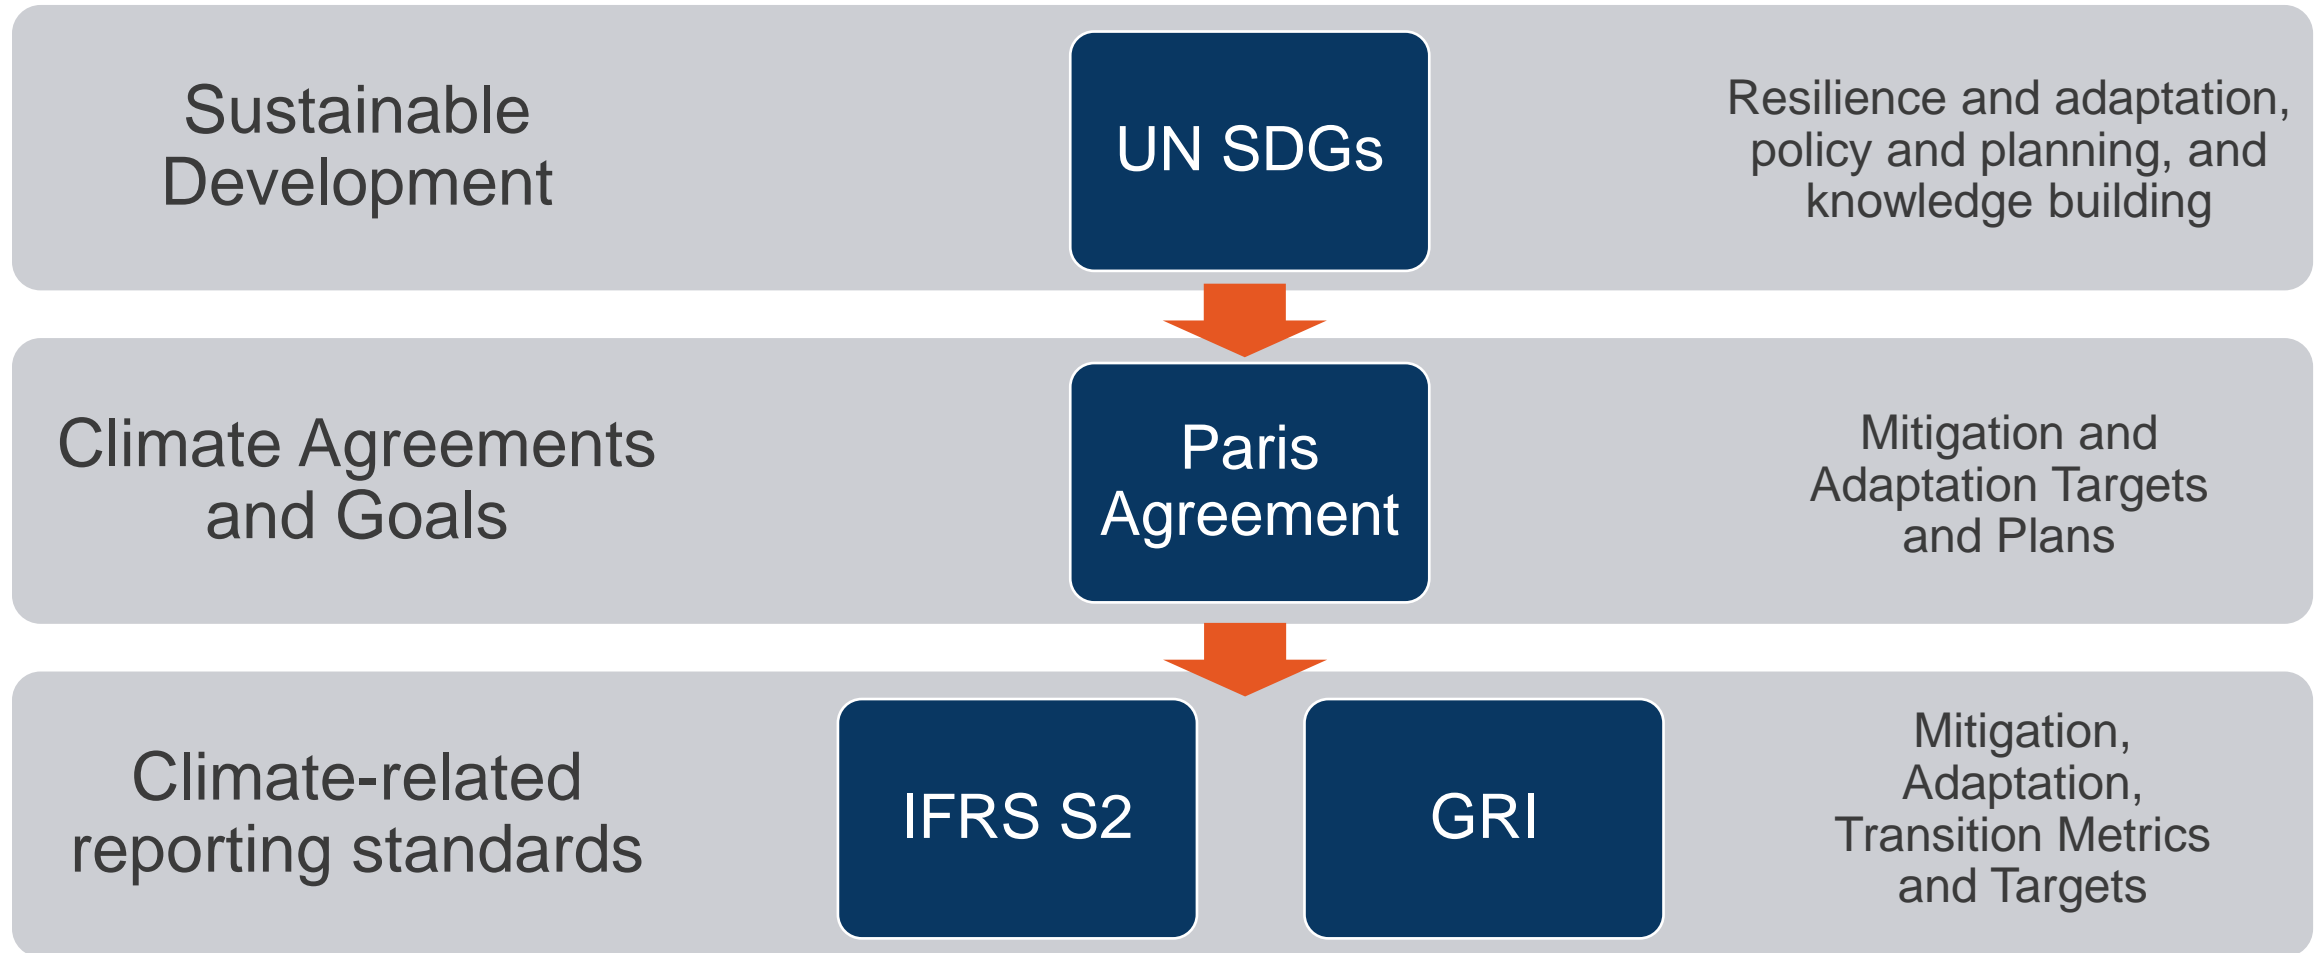 Sustainable
Development
UN SDGs
Resilience and adaptation,
policy and planning, and
knowledge building
Climate Agreements
and Goals
Paris
Agreement
Mitigation and
Adaptation Targets
and Plans
Climate-related
reporting standards
IFRS S2
GRI
Mitigation,
Adaptation,
Transition Metrics
and Targets